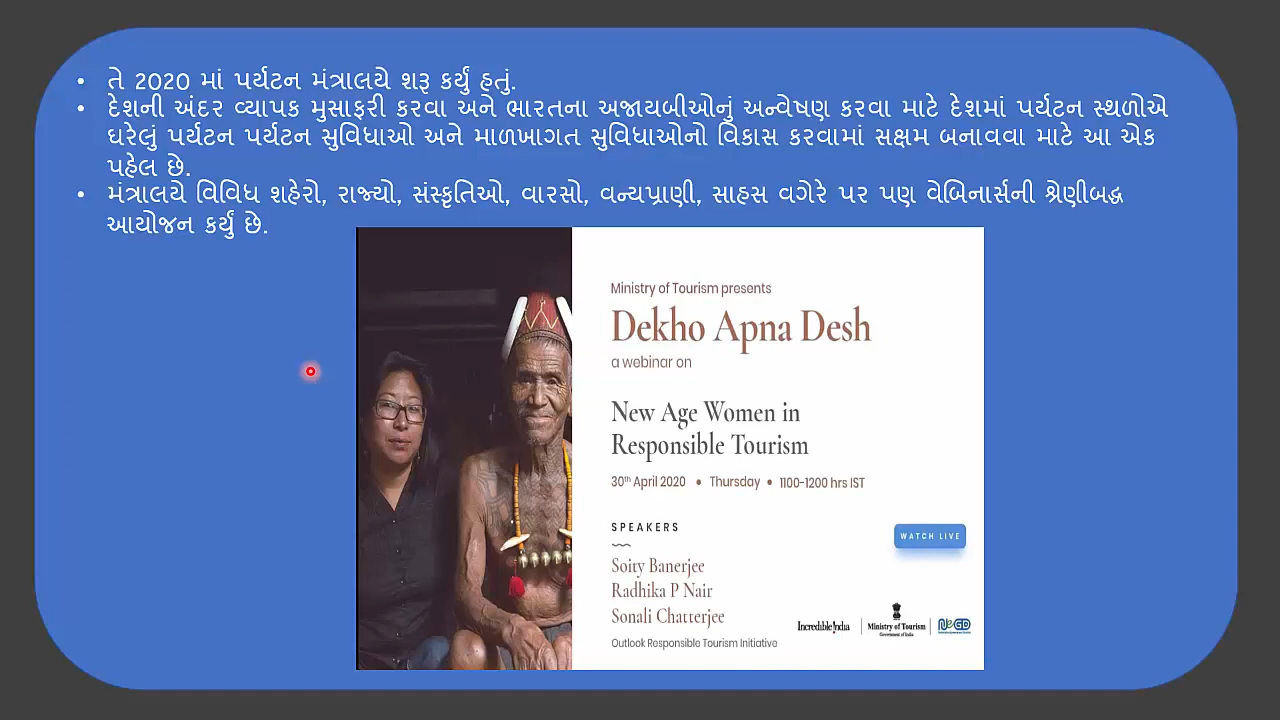 • તે 2020 માં પર્યટન મંત્રાલયે શરૂ કર્યું હતું.
• દેશની અંદર વ્યાપક મુસાફરી કરવા અને ભારતના અજાયબીઓનું અન્વેષણ કરવા માટે દેશમાં પર્યટન સ્થળોએ
ઘરેલું પર્યટન પર્યટન સુવિધાઓ અને માળખાગત સુવિધાઓનો વિકાસ કરવામાં સક્ષમ બનાવવા માટે આ એક
પહેલ છે.
• મંત્રાલયે વિવિધ શહેરો, રાજ્યો, સંસ્કૃતિઓ, વારસો, વન્યપ્રાણી, સાહસ વગેરે પર પણ વેબિનાર્સની શ્રેણીબદ્ધ
આયોજન કર્યું છે.
Ministry of Tourism presents
Dekho Apna Desh
a webinar on
New Age Women in
Responsible Tourism
30th April 2020 • Thursday • 1100-1200 hrs IST
SPEAKERS
WATCH LIVE
Soity Banerjee
Radhika P Nair
Sonali Chatterjee
Outlook Responsible Tourism Initiative
Incredible !ndia
Ministry of Tourism
Government of India
NeGD